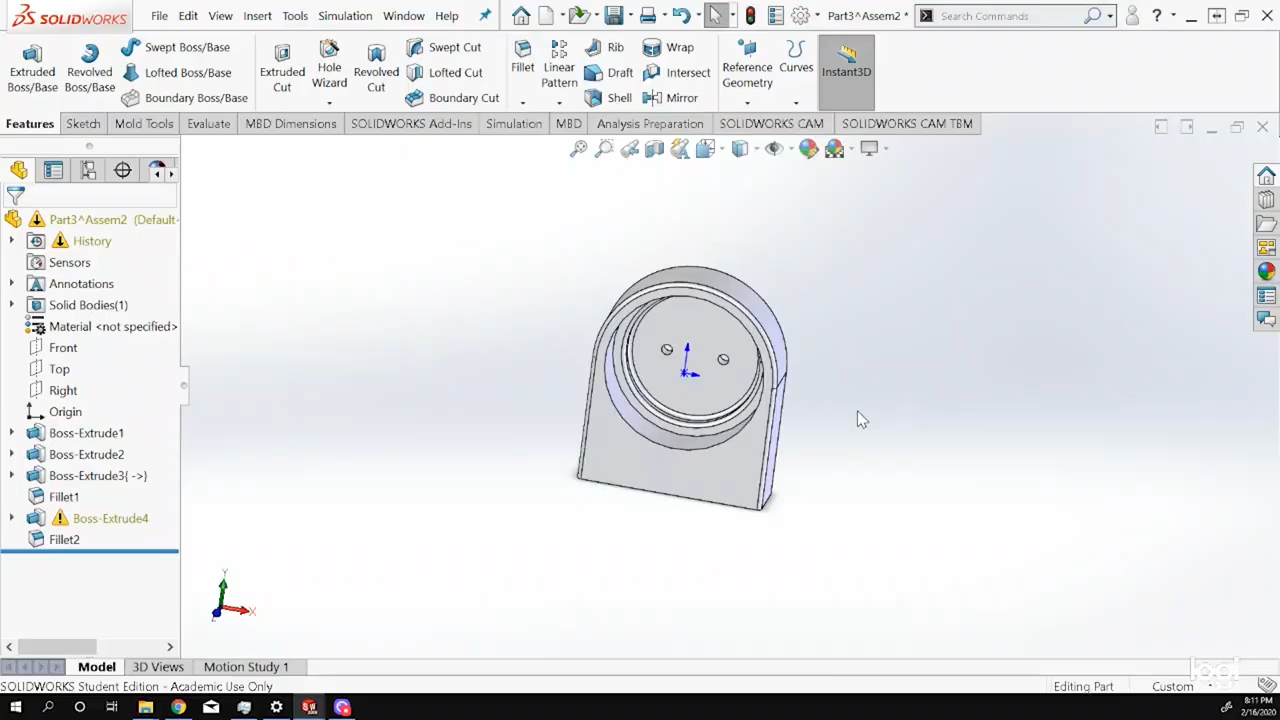 SOLIDWORKS File Edit View Insert Tools Simulation Window Help Part3^Assem2 * Search Commands ?
Extruded Boss/Base Revolved Boss/Base Swept Boss/Base Lofted Boss/Base Boundary Boss/Base Extruded Cut Hole Wizard Revolved Cut Swept Cut Lofted Cut Boundary Cut Fillet Linear Pattern Rib Draft Shell Wrap Intersect Mirror Reference Geometry Curves Instant3D
Features Sketch Mold Tools Evaluate MBD Dimensions SOLIDWORKS Add-Ins Simulation MBD Analysis Preparation SOLIDWORKS CAM SOLIDWORKS CAM TBM
Part3^Assem2 (Default
History
Sensors
Annotations
Solid Bodies(1)
Material <not specified>
Front
Top
Right
Origin
Boss-Extrude1
Boss-Extrude2
Boss-Extrude3{ ->}
Fillet1
Boss-Extrude4
Fillet2
Y
X
Z
Model 3D Views Motion Study 1
SOLIDWORKS Student Edition - Academic Use Only Editing Part Custom
8:11 PM
2/16/2020